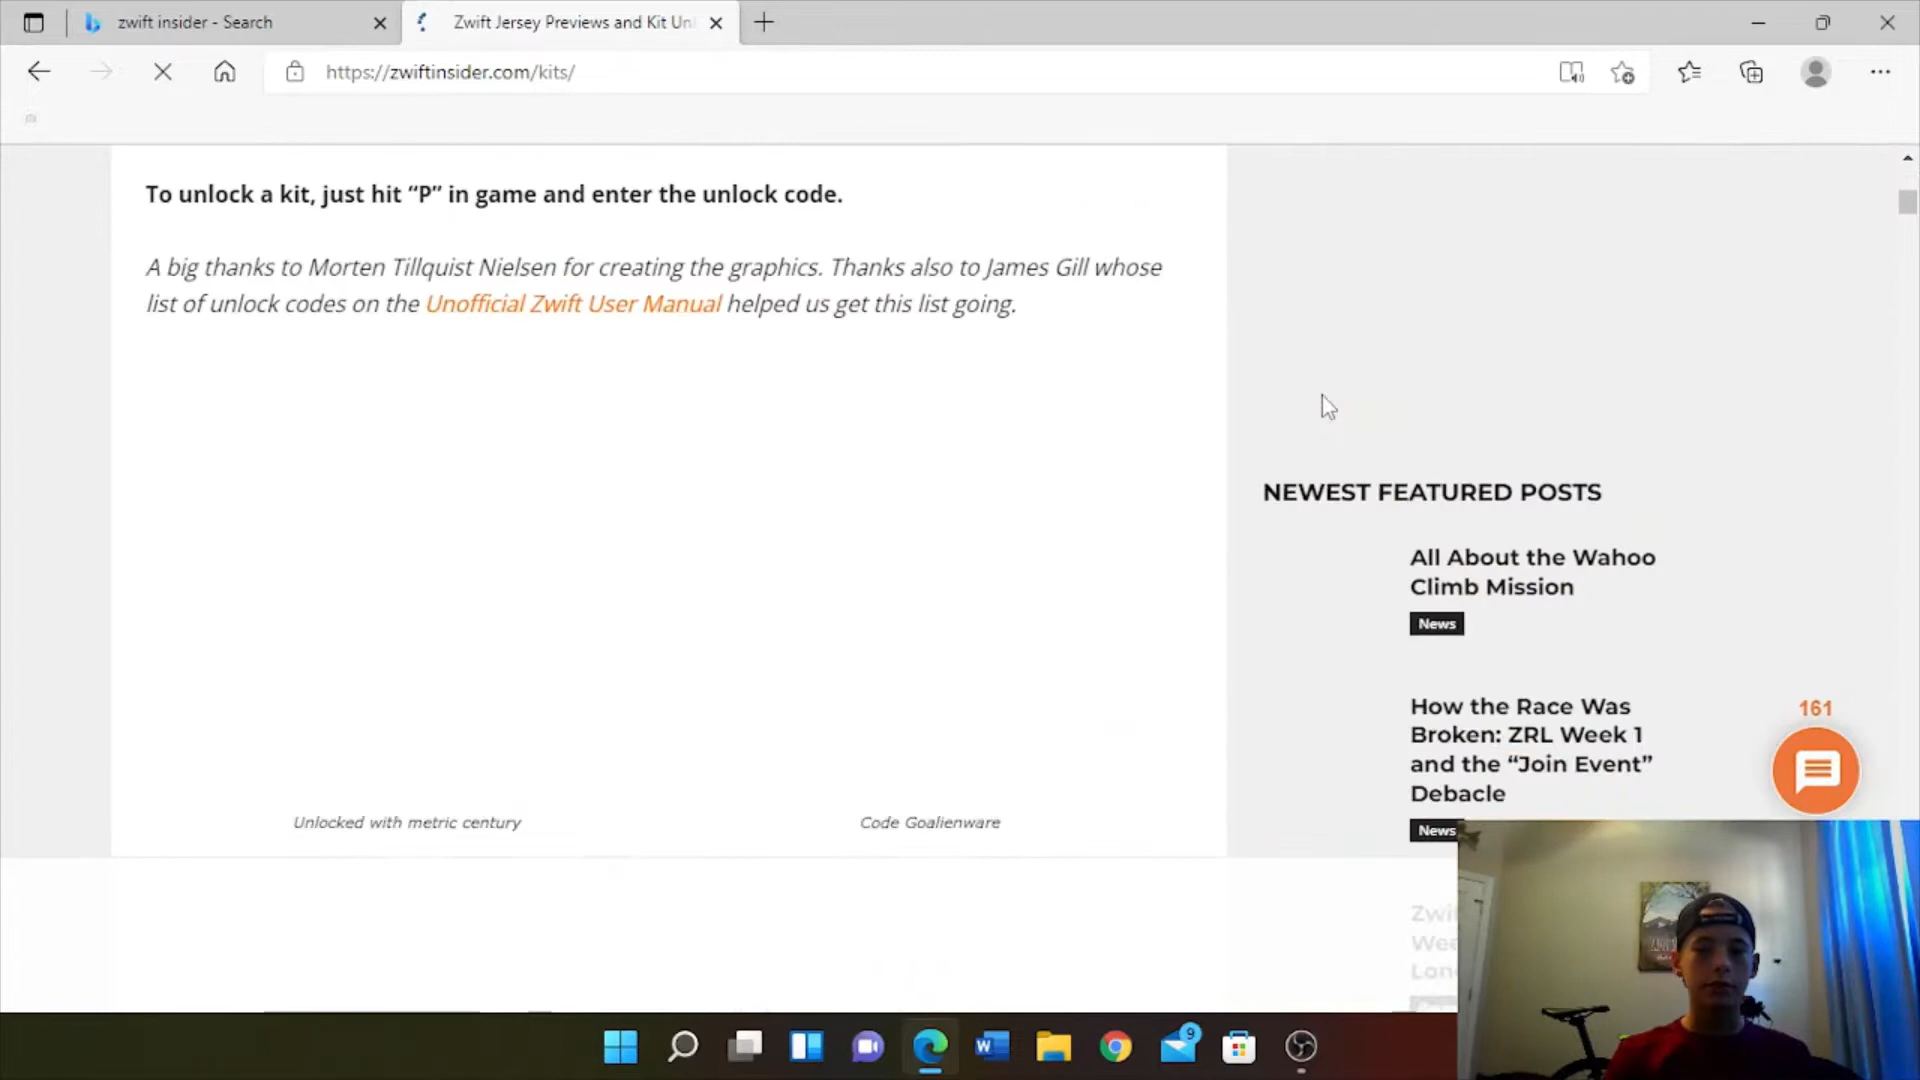 zwift insider - Search
Zwift Jersey Previews and Kit Un
https://zwiftinsider.com/kits/
To unlock a kit, just hit “P” in game and enter the unlock code.
A big thanks to Morten Tillquist Nielsen for creating the graphics. Thanks also to James Gill whose
list of unlock codes on the Unofficial Zwift User Manual helped us get this list going.
Unlocked with metric century
Code Goalienware
NEWEST FEATURED POSTS
All About the Wahoo
Climb Mission
News
How the Race Was
Broken: ZRL Week 1
and the “Join Event”
Debacle
News
161
Zwi
Wee
Lon
W
9